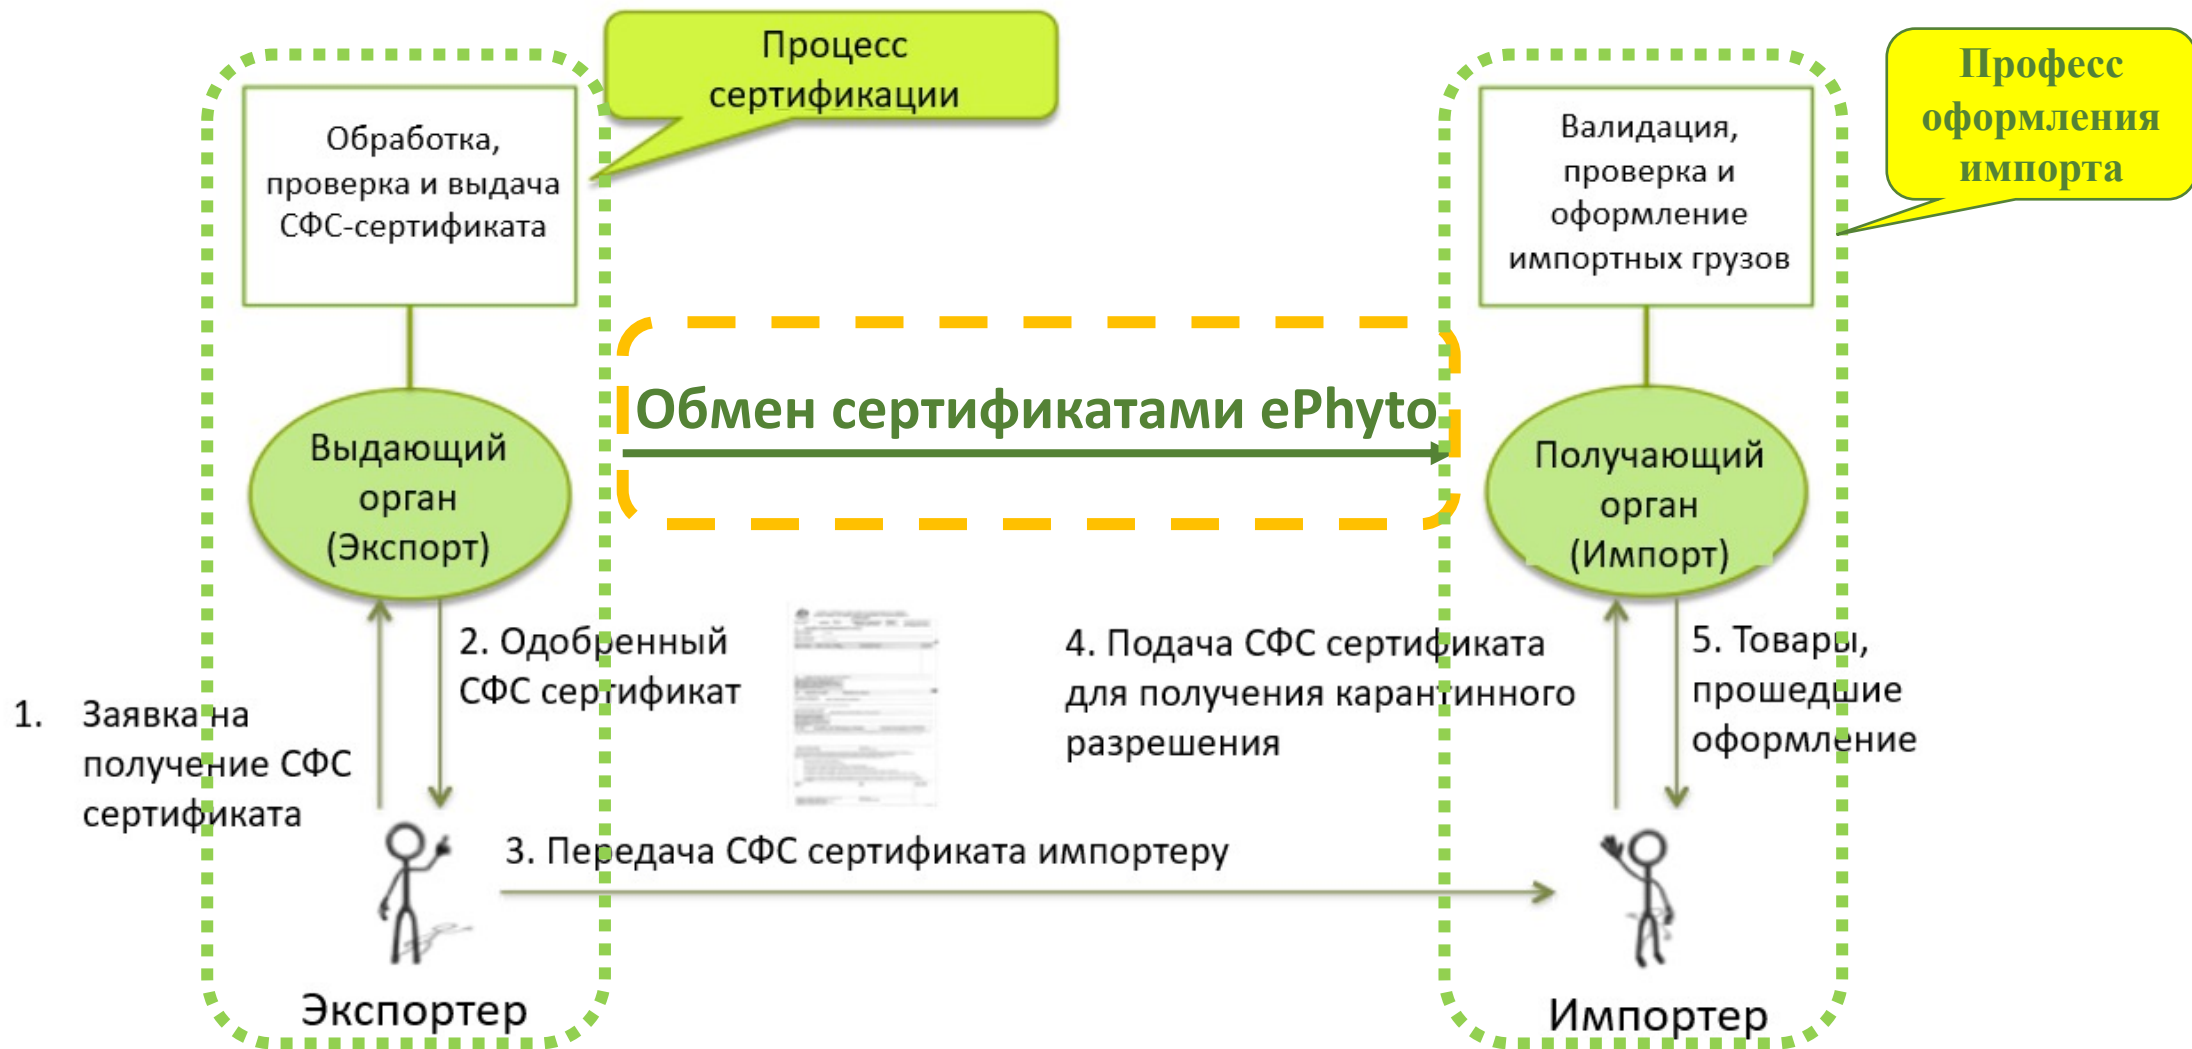 Процесс
сертификации
Професс
оформления
импорта
Обработка,
проверка и выдача
СФС-сертификата
Валидация,
проверка и
оформление
импортных грузов
Обмен сертификатами ePhyto
Выдающий
орган
(Экспорт)
Получающий
орган
(Импорт)
1. Заявка на
получение СФС
сертификата
2. Одобренный
СФС сертификат
4. Подача СФС сертификата
для получения карантинного
разрешения
5. Товары,
прошедшие
оформление
3. Передача СФС сертификата импортеру
Экспортер
Импортер